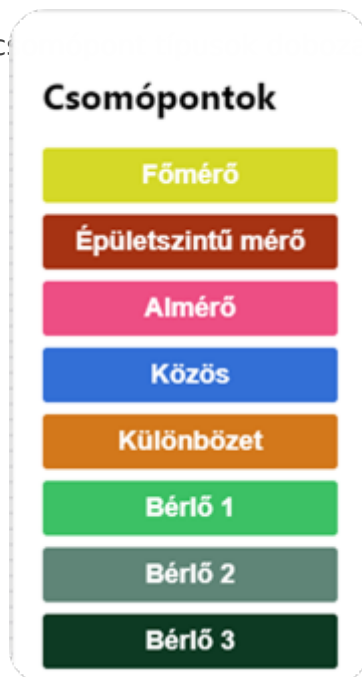 Csomópontok
Főmérő
Épületszintű mérő
Almérő
Közös
Különbözet
Bérlő 1
Bérlő 2
Bérlő 3